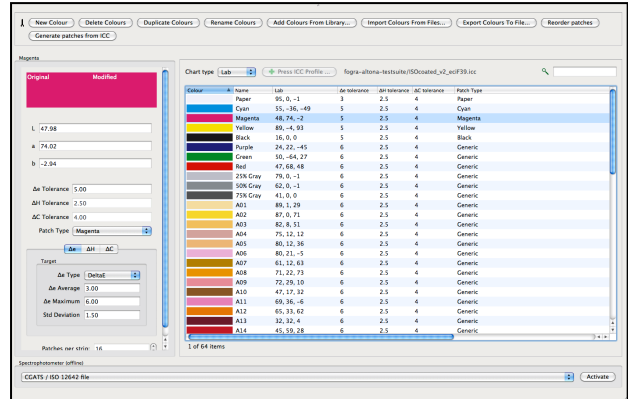 New Colour Delete Colours Duplicate Colours Rename Colours Add Colours From Library... Import Colours From Files... Export Colours To File... Reorder patches
Generate patches from ICC
Magenta
Original Modified
L 47.98
a 74.02
b -2.94
Δe Tolerance 5.00
ΔH Tolerance 2.50
ΔC Tolerance 4.00
Patch Type Magenta
Δe ΔH ΔC
Target
Δe Type DeltaE
Δe Average 3.00
Δe Maximum 6.00
Std Deviation 1.50
Patches per strip: 16
Chart type Lab Press ICC Profile ... fogra-altona-testsuite/ISOcoated_v2_eciF39.icc
Colour Name Lab Δe tolerance ΔH tolerance ΔC tolerance Patch Type
Paper 95, 0, -1 3 2.5 4 Paper
Cyan 55, -36, -49 5 2.5 4 Cyan
Magenta 48, 74, -2 5 2.5 4 Magenta
Yellow 89, -4, 93 5 2.5 4 Yellow
Black 16, 0, 0 5 2.5 4 Black
Purple 24, 22, -45 6 2.5 4 Generic
Green 50, -64, 27 6 2.5 4 Generic
Red 47, 68, 48 6 2.5 4 Generic
25% Gray 79, 0, -1 6 2.5 4 Generic
50% Gray 62, 0, -1 6 2.5 4 Generic
75% Gray 41, 0, 0 6 2.5 4 Generic
A01 89, 1, 29 6 2.5 4 Generic
A02 87, 0, 71 6 2.5 4 Generic
A03 82, 8, 51 6 2.5 4 Generic
A04 75, 12, 12 6 2.5 4 Generic
A05 80, 12, 36 6 2.5 4 Generic
A06 80, 21, -5 6 2.5 4 Generic
A07 61, 12, 63 6 2.5 4 Generic
A08 71, 22, 73 6 2.5 4 Generic
A09 72, 29, 10 6 2.5 4 Generic
A10 47, 17, 32 6 2.5 4 Generic
A11 69, 36, -6 6 2.5 4 Generic
A12 65, 33, 62 6 2.5 4 Generic
A13 32, 32, 4 6 2.5 4 Generic
A14 45, 59, 28 6 2.5 4 Generic
1 of 64 items
Spectrophotometer (offline)
CGATS / ISO 12642 file Activate